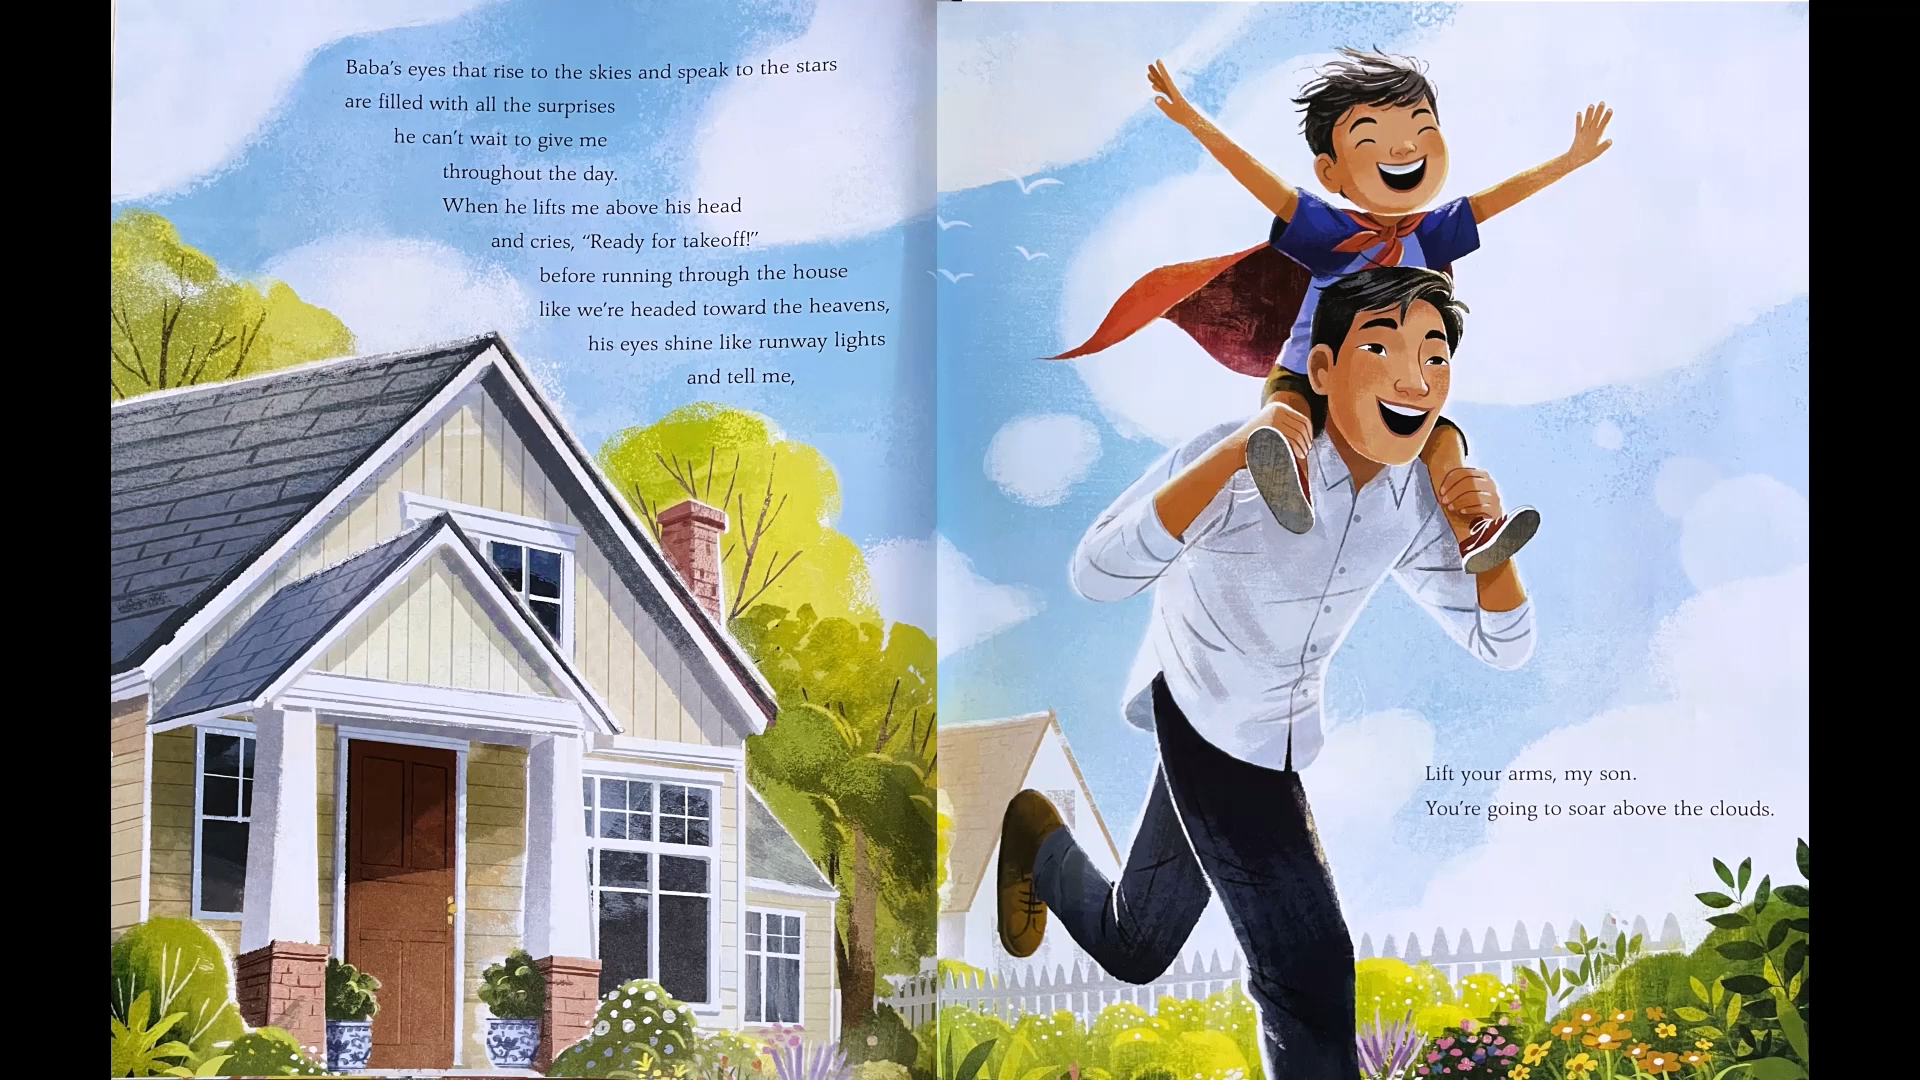 Baba's eyes that rise to the skies and speak to the stars
are filled with all the surprises
he can't wait to give me
throughout the day.
When he lifts me above his head
and cries, “Ready for takeoff!”
before running through the house
like we're headed toward the heavens,
his eyes shine like runway lights
and tell me,
Lift your arms, my son.
You're going to soar above the clouds.